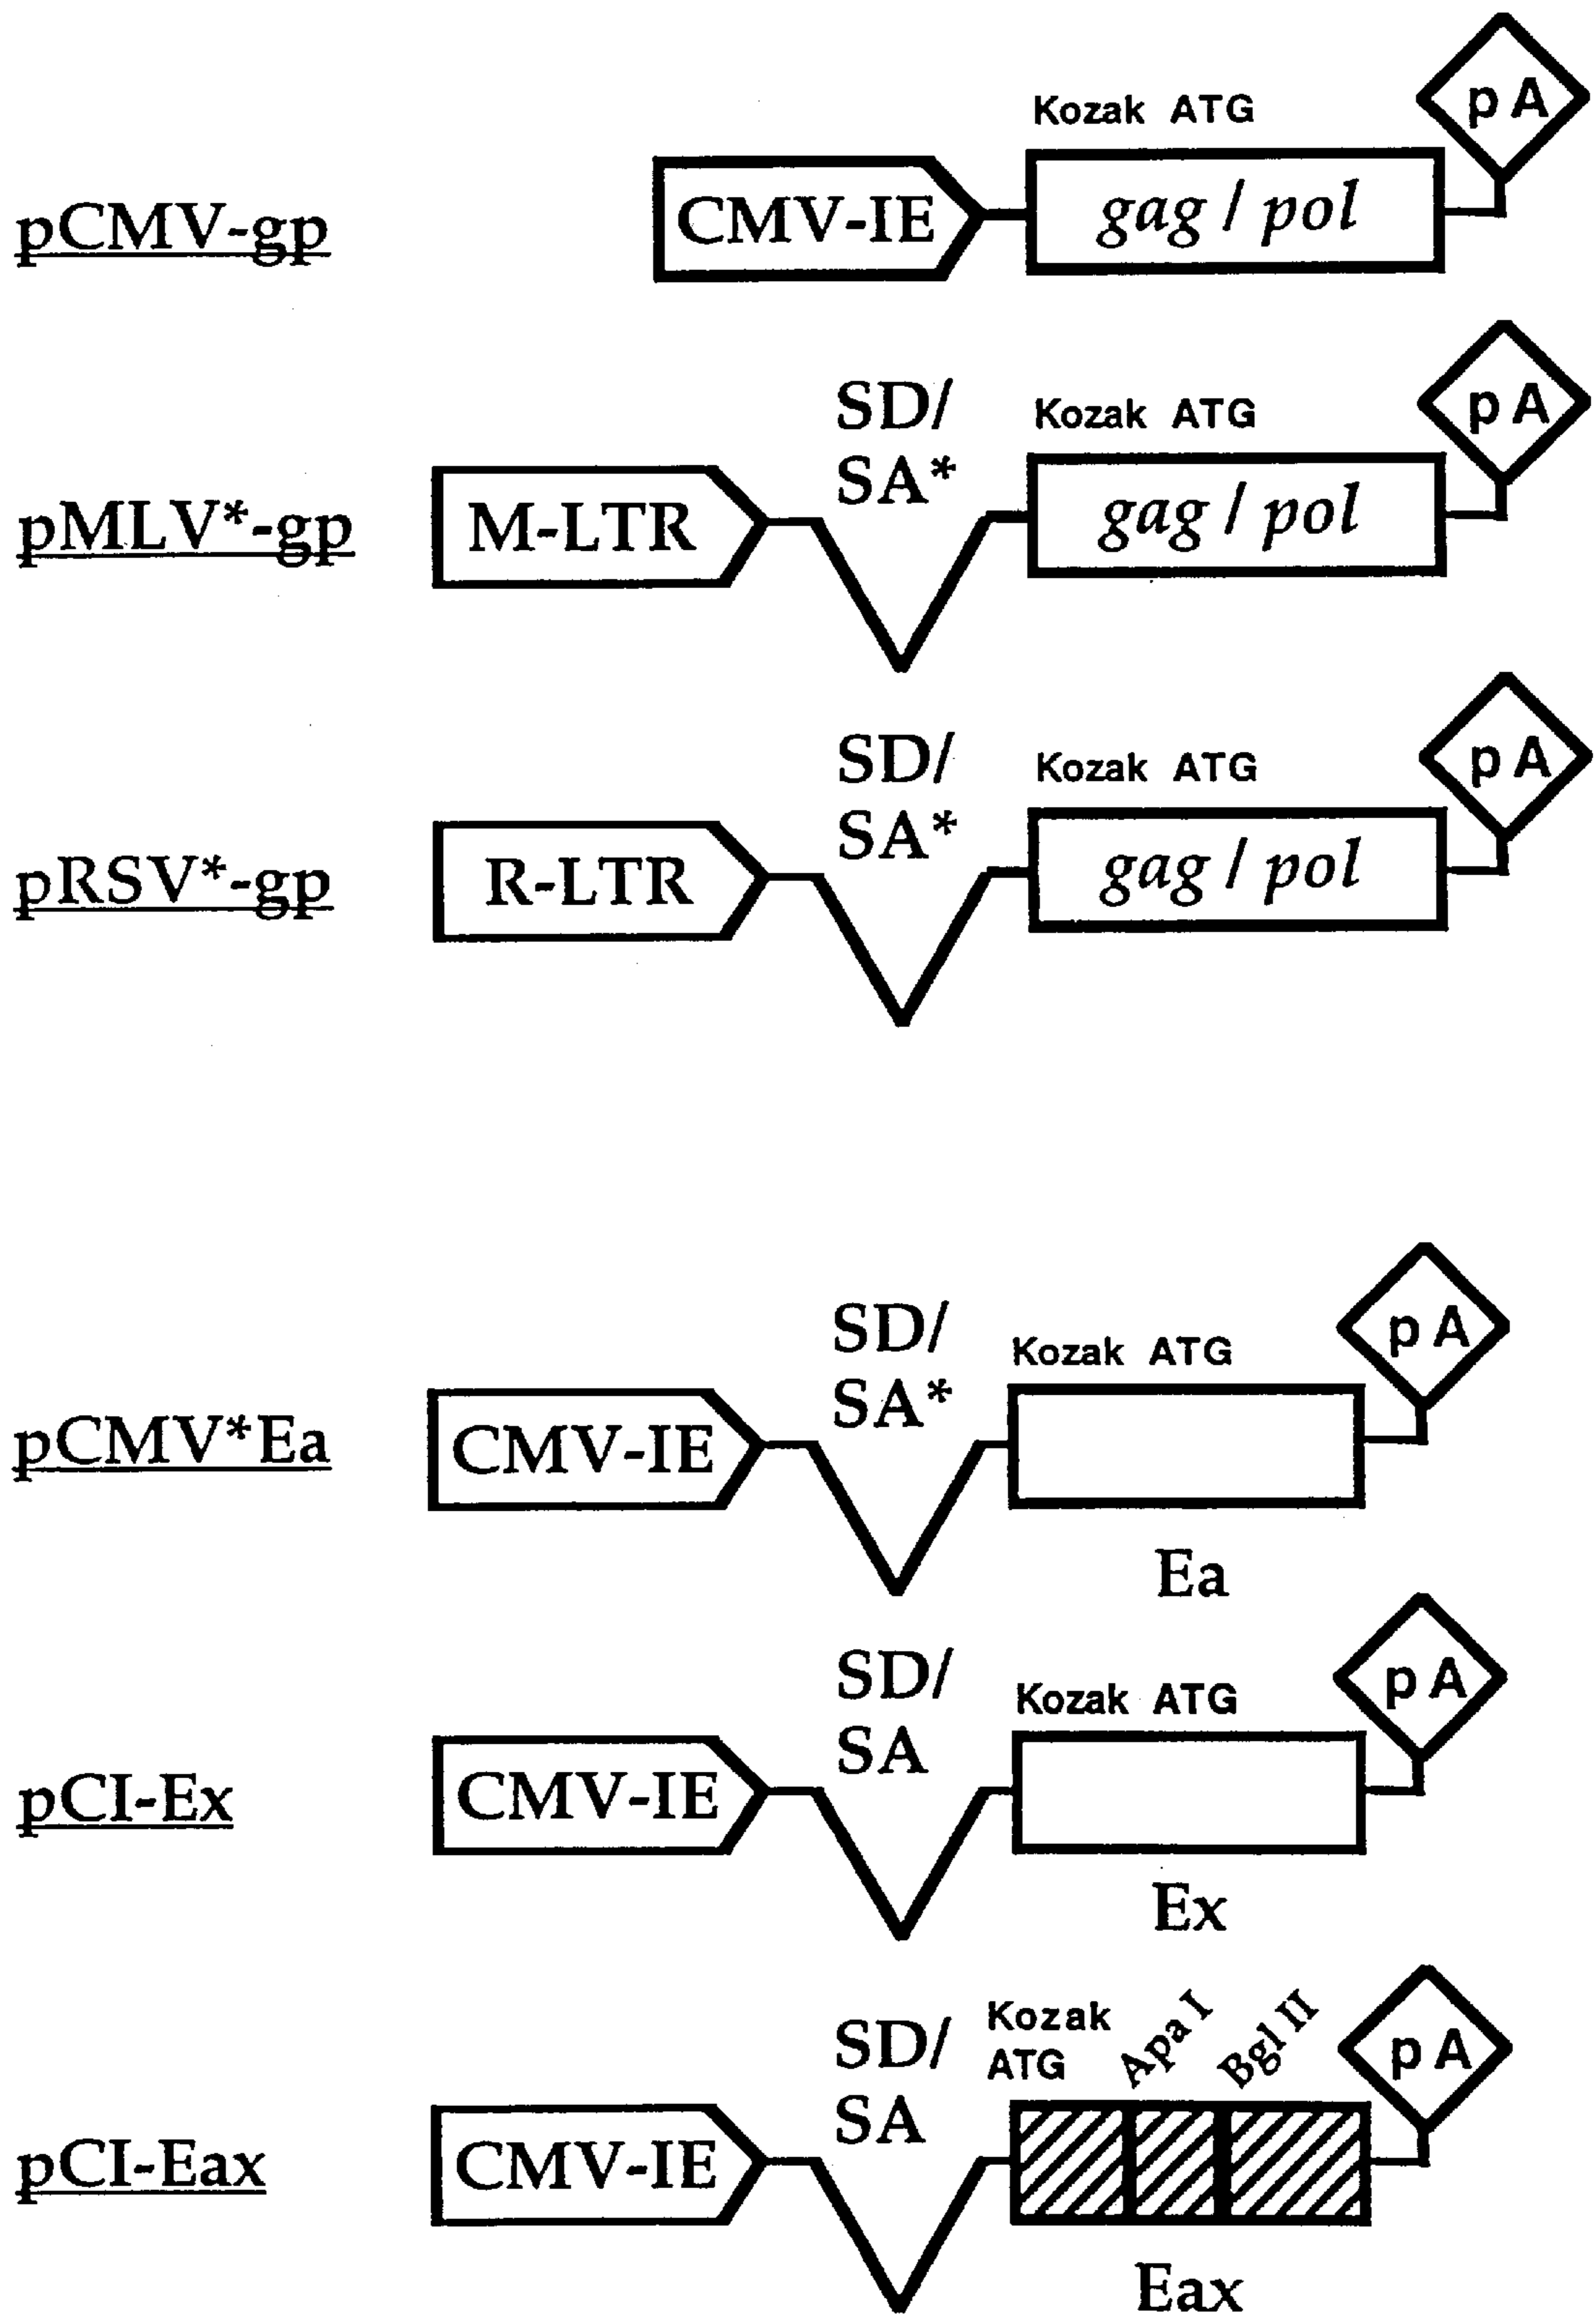 Kozak ATG
pA
pCMV-gp
CMV-IE
gag / pol
SD/
SA*
Kozak ATG
pA
pMLV*-gp
M-LTR
gag / pol
SD/
SA*
Kozak ATG
pA
pRSV*-gp
R-LTR
gag / pol
SD/
SA*
Kozak ATG
pA
pCMV*Ea
CMV-IE
Ea
SD/
SA
Kozak ATG
pA
pCI-Ex
CMV-IE
Ex
SD/
SA
Kozak
ATG
Apa I
Bgl II
pA
pCI-Eax
CMV-IE
Eax